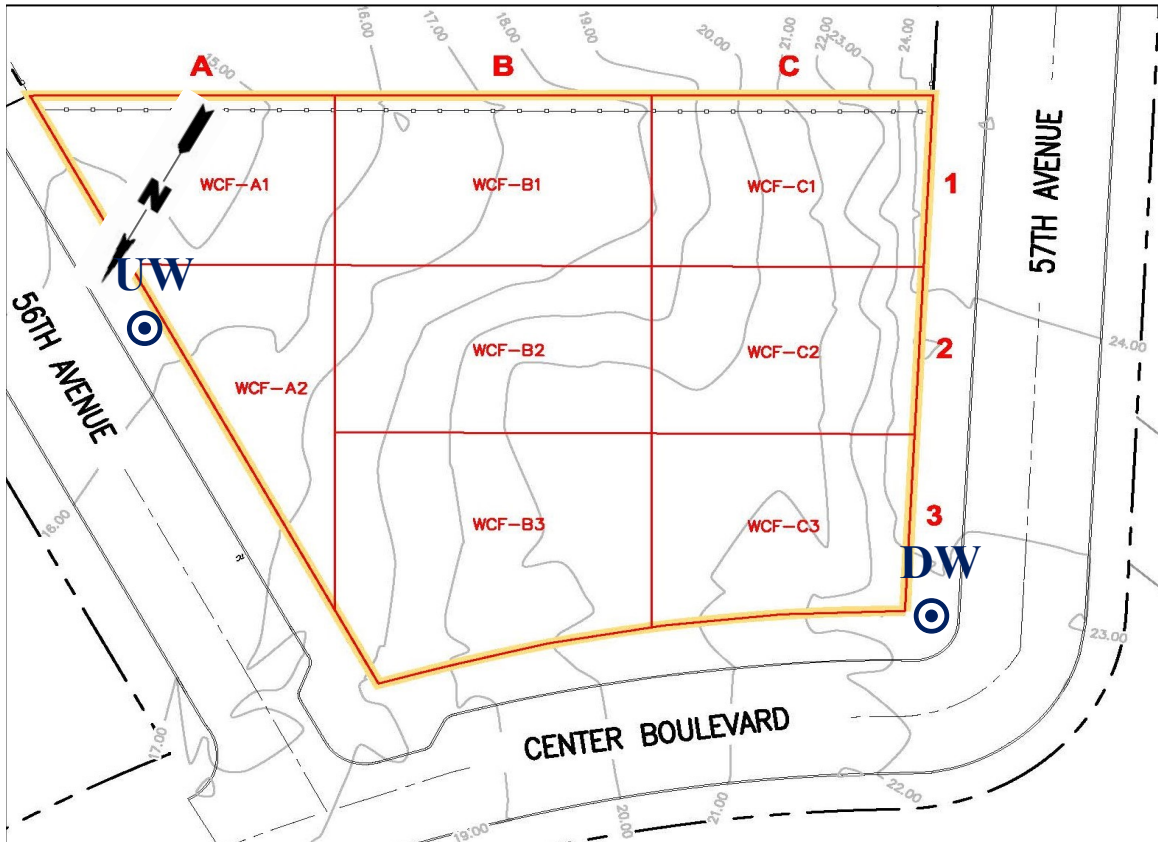 16.00
17.00
18.00
19.00
20.00
21.00
22.00
23.00
24.00
A
B
C
15.00
N
WCF-A1
WCF-B1
WCF-C1
1
57TH AVENUE
UW
56TH AVENUE
WCF-A2
WCF-B2
WCF-C2
2
24.00
16.00
WCF-B3
WCF-C3
3
DW
23.00
17.00
CENTER BOULEVARD
22.00
21.00
20.00
19.00